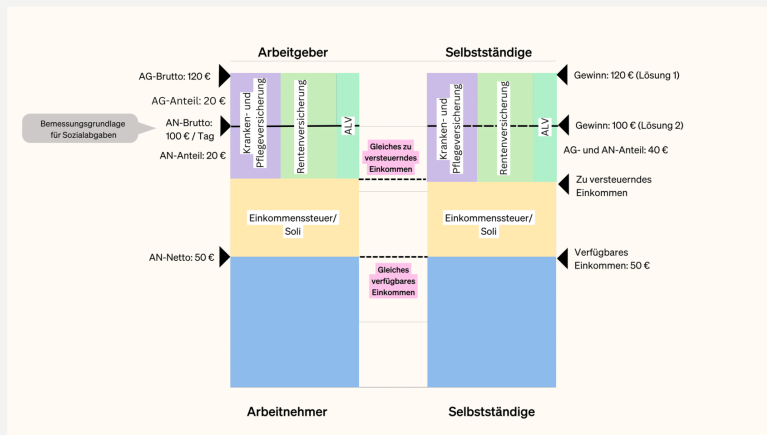 Arbeitgeber
Selbstständige
AG-Brutto: 120 €
AG-Anteil: 20 €
Bemessungsgrundlage
für Sozialabgaben
AN-Brutto:
100 € / Tag
AN-Anteil: 20 €
AN-Netto: 50 €
Kranken- und
Pflegeversicherung
Rentenversicherung
ALV
Einkommenssteuer/
Soli
Gleiches zu
versteuerndes
Einkommen
Gleiches
verfügbares
Einkommen
Kranken- und
Pflegeversicherung
Rentenversicherung
ALV
Einkommenssteuer/
Soli
Gewinn: 120 € (Lösung 1)
Gewinn: 100 € (Lösung 2)
AG- und AN-Anteil: 40 €
Zu versteuerndes
Einkommen
Verfügbares
Einkommen: 50 €
Arbeitnehmer
Selbstständige